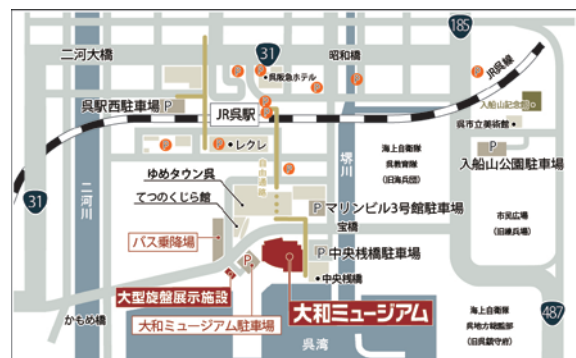 185
二河大橋
31
昭和橋
呉阪急ホテル
JR呉線
呉駅西駐車場 P
JR呉駅
入船山記念館
呉市立美術館
レクレ
海上自衛隊
呉教育隊
(旧海兵団)
P
入船山公園駐車場
自由通路
堺川
二河川
31
ゆめタウン呉
てつのくじら館
P マリンビル3号館駐車場
宝橋
市民広場
(旧練兵場)
バス乗降場
P 中央桟橋駐車場
中央桟橋
P
大型旋盤展示施設
大和ミュージアム
大和ミュージアム駐車場
かもめ橋
呉湾
海上自衛隊
呉地方総監部
(旧呉鎮守府)
487